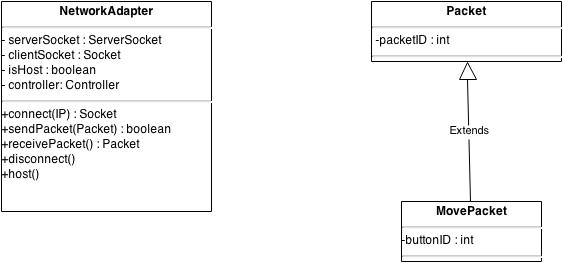 NetworkAdapter
- serverSocket : ServerSocket
- clientSocket : Socket
- isHost : boolean
- controller: Controller
+connect(IP) : Socket
+sendPacket(Packet) : boolean
+receivePacket() : Packet
+disconnect()
+host()
Packet
-packetID : int
Extends
MovePacket
-buttonID : int